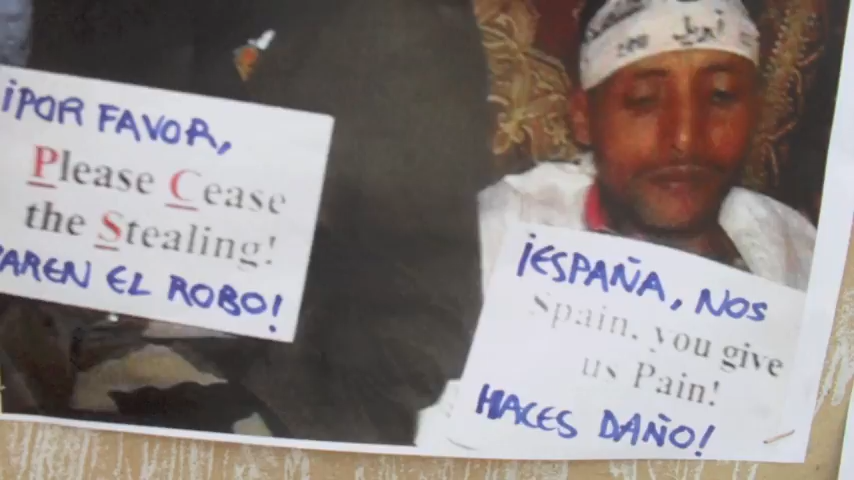 ¡POR FAVOR,
Please Cease
the Stealing!
PAREN EL ROBO!
¡ESPAÑA, NOS
Spain, you give
us Pain!
HACES DAÑO!